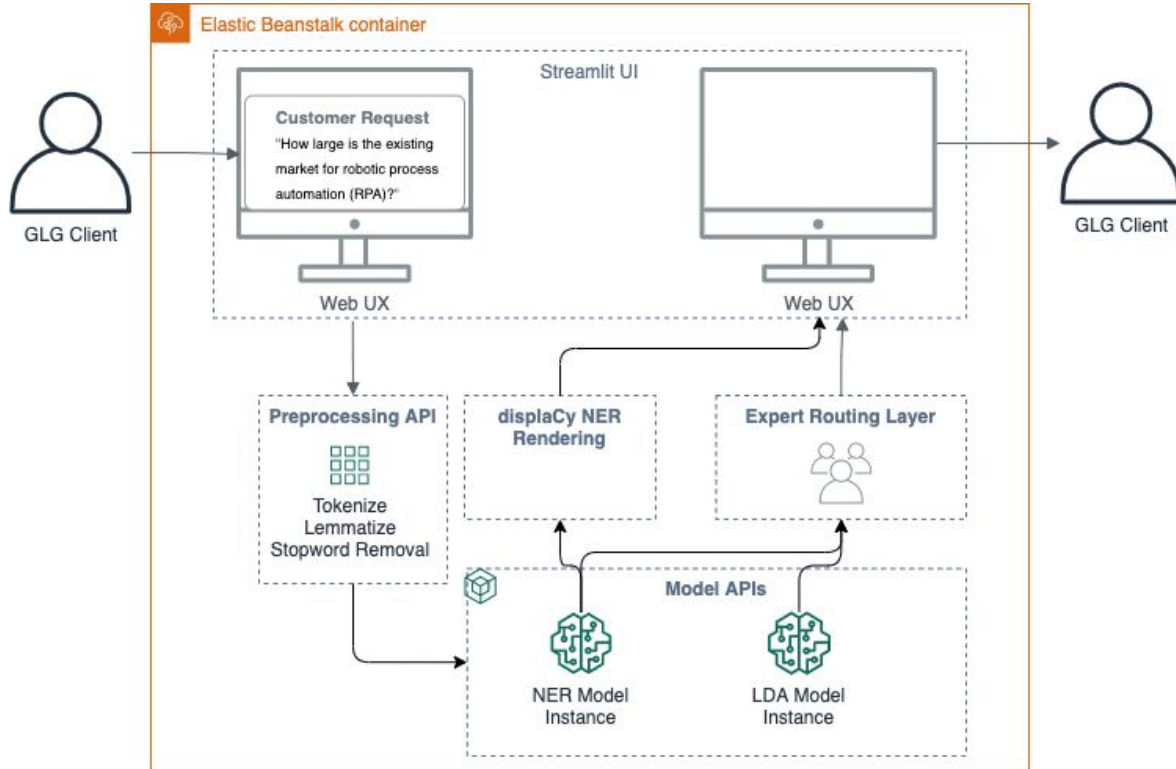 Elastic Beanstalk container
Streamlit UI
Customer Request
"How large is the existing
market for robotic process
automation (RPA)?"
GLG Client
GLG Client
Web UX
Web UX
Preprocessing API
Tokenize
Lemmatize
Stopword Removal
displaCy NER
Rendering
Expert Routing Layer
Model APIs
NER Model
Instance
LDA Model
Instance